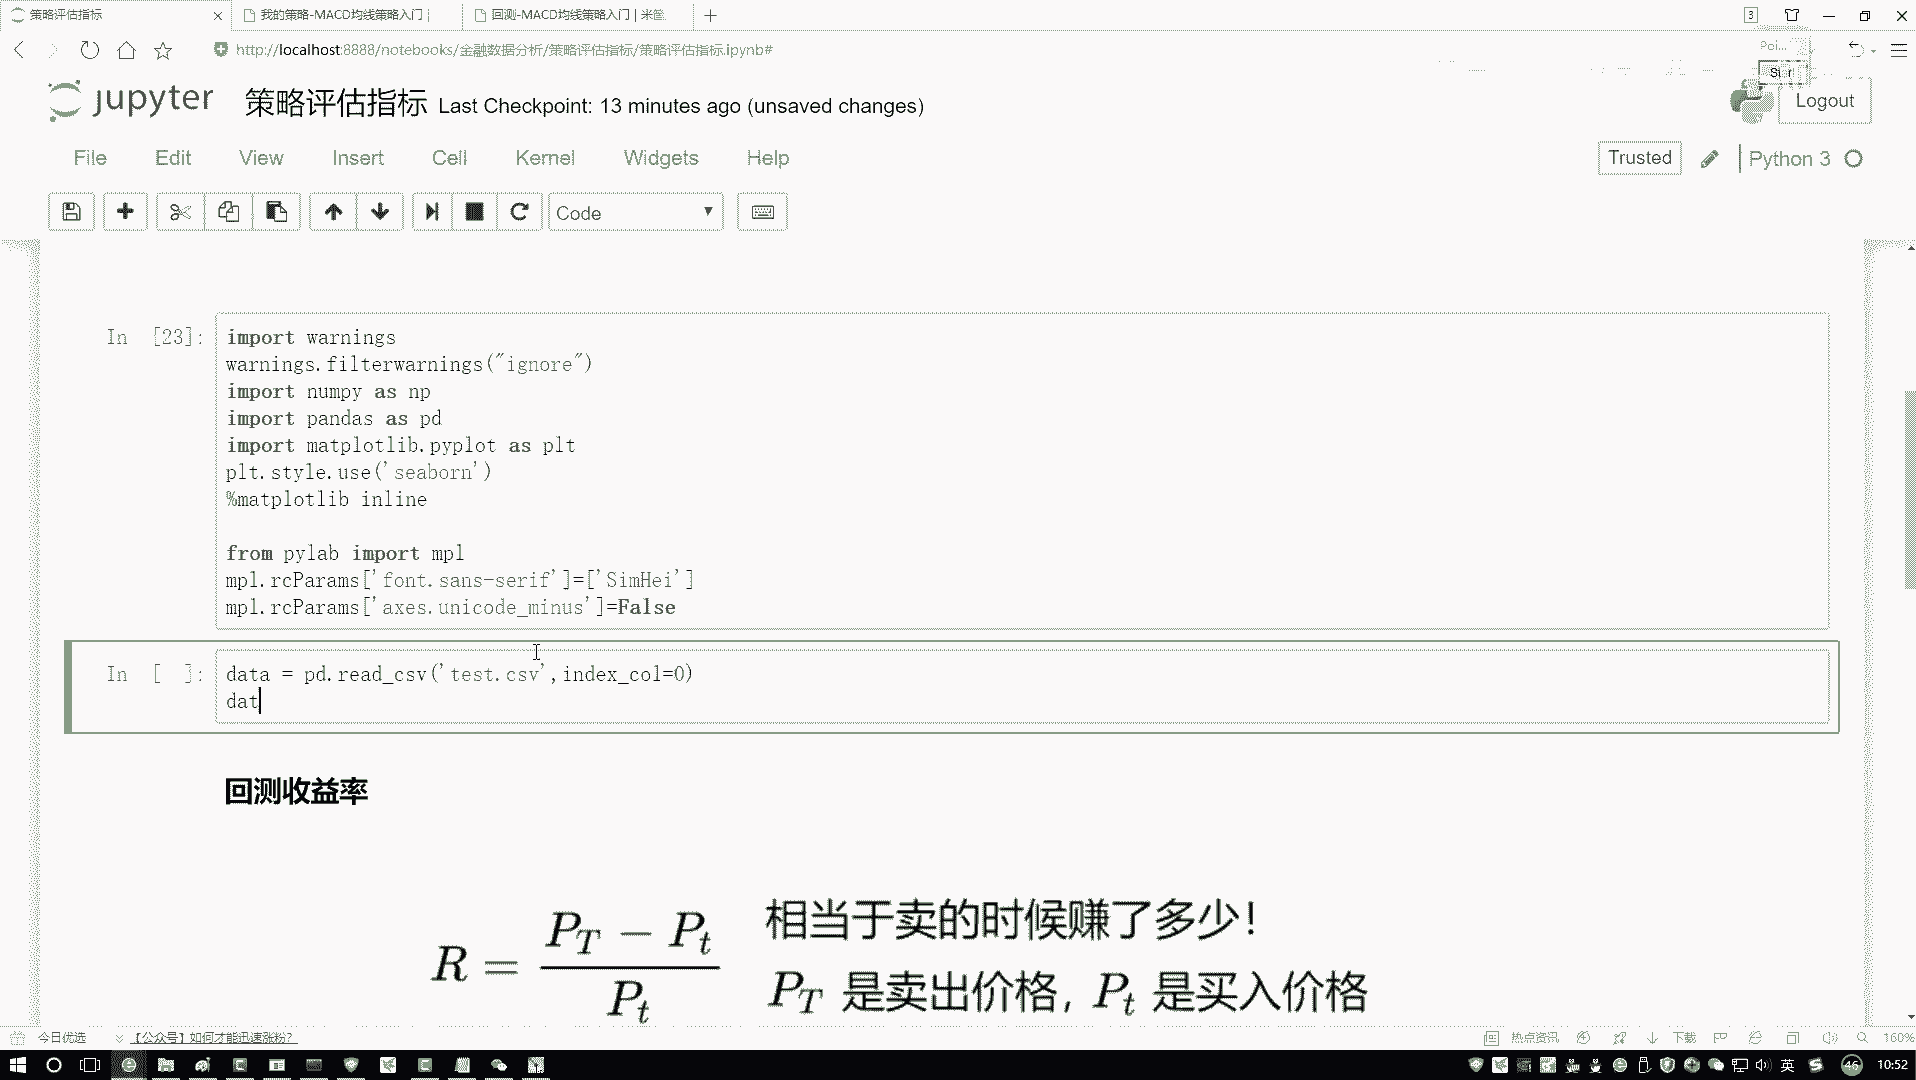 策略评估指标
我的策略-MACD均线策略入门
回测-MACD均线策略入门 | 米筐
3
http://localhost:8888/notebooks/金融数据分析/策略评估指标/策略评估指标.ipynb#
jupyter
策略评估指标 Last Checkpoint: 13 minutes ago (unsaved changes)
Logout
File Edit View Insert Cell Kernel Widgets Help
Trusted
Python 3
Code
In [23]:
import warnings
warnings.filterwarnings("ignore")
import numpy as np
import pandas as pd
import matplotlib.pyplot as plt
plt.style.use('seaborn')
%matplotlib inline
from pylab import mpl
mpl.rcParams['font.sans-serif']=['SimHei']
mpl.rcParams['axes.unicode_minus']=False
In [ ]:
data = pd.read_csv('test.csv',index_col=0)
dat
回测收益率
R = (P_T − P_t) / P_t
相当于卖的时候赚了多少!
P_T 是卖出价格, P_t 是买入价格
今日优选
【公众号】如何才能迅速涨粉?
热点资讯
下载
160%
英
46
10:52